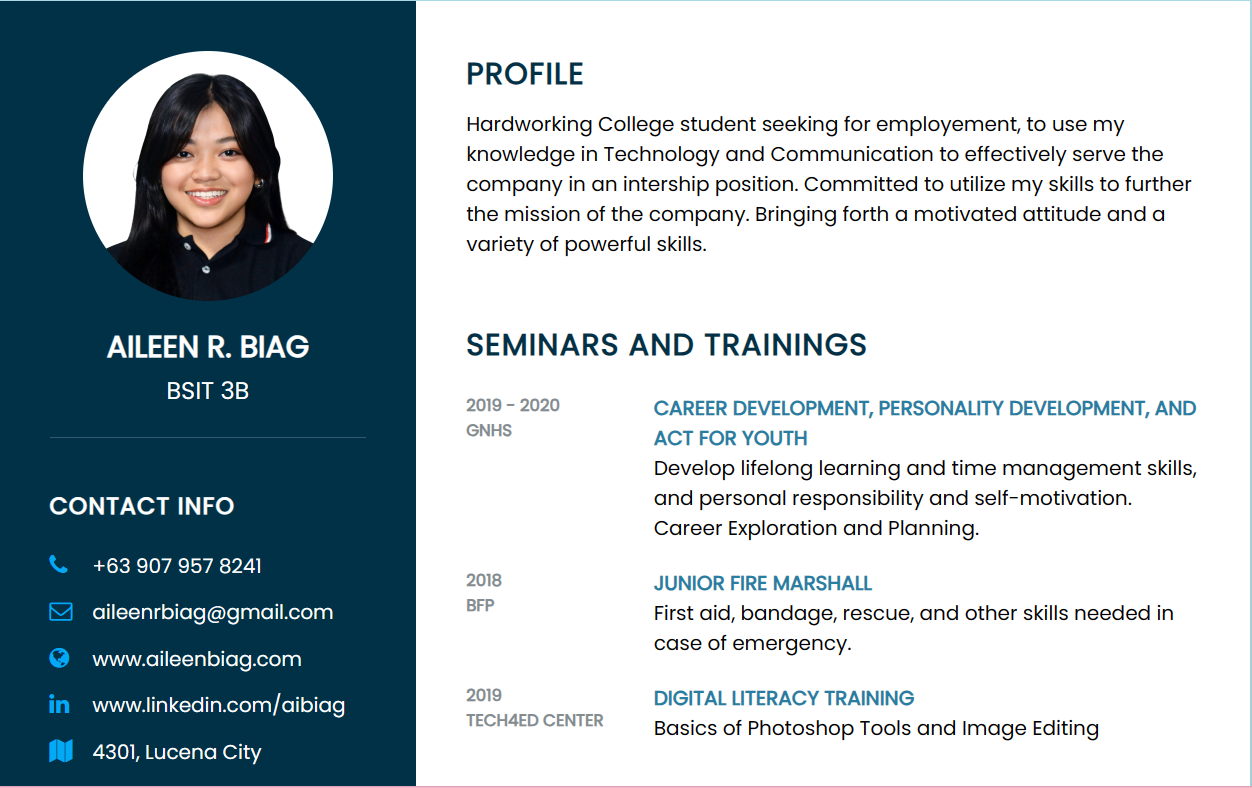 AILEEN R. BIAG
BSIT 3B
CONTACT INFO
+63 907 957 8241
aileenrbiag@gmail.com
www.aileenbiag.com
www.linkedin.com/aibiag
4301, Lucena City
PROFILE
Hardworking College student seeking for employement, to use my
knowledge in Technology and Communication to effectively serve the
company in an intership position. Committed to utilize my skills to further
the mission of the company. Bringing forth a motivated attitude and a
variety of powerful skills.
SEMINARS AND TRAININGS
2019 - 2020
GNHS
CAREER DEVELOPMENT, PERSONALITY DEVELOPMENT, AND
ACT FOR YOUTH
Develop lifelong learning and time management skills,
and personal responsibility and self-motivation.
Career Exploration and Planning.
2018
BFP
JUNIOR FIRE MARSHALL
First aid, bandage, rescue, and other skills needed in
case of emergency.
2019
TECH4ED CENTER
DIGITAL LITERACY TRAINING
Basics of Photoshop Tools and Image Editing